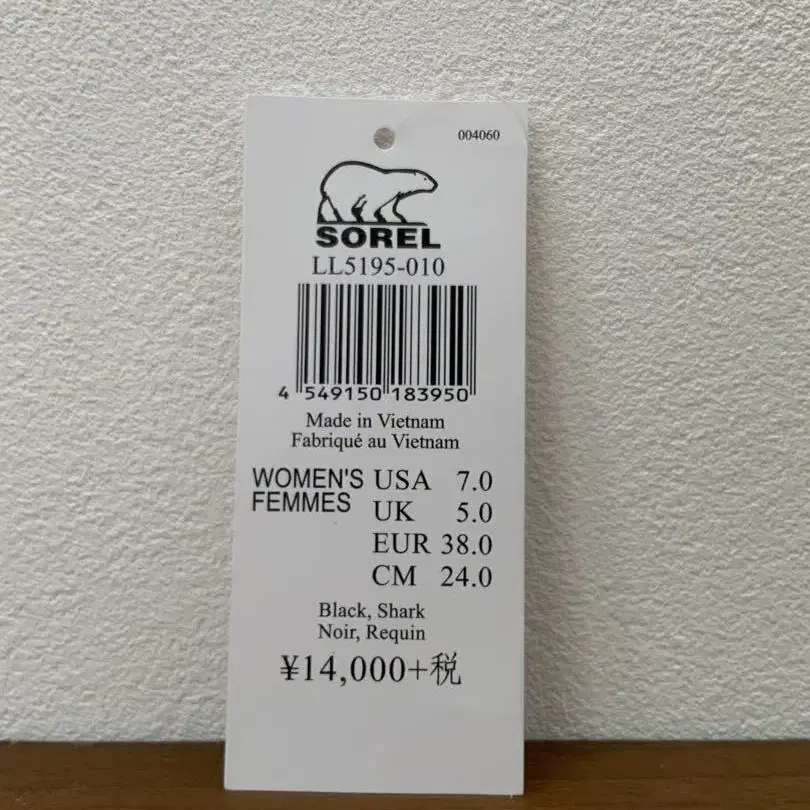 004060
SOREL
LL5195-010
4 549150 183950
Made in Vietnam
Fabriqué au Vietnam
WOMEN'S USA 7.0
FEMMES UK 5.0
EUR 38.0
CM 24.0
Black, Shark
Noir, Requin
¥14,000+税